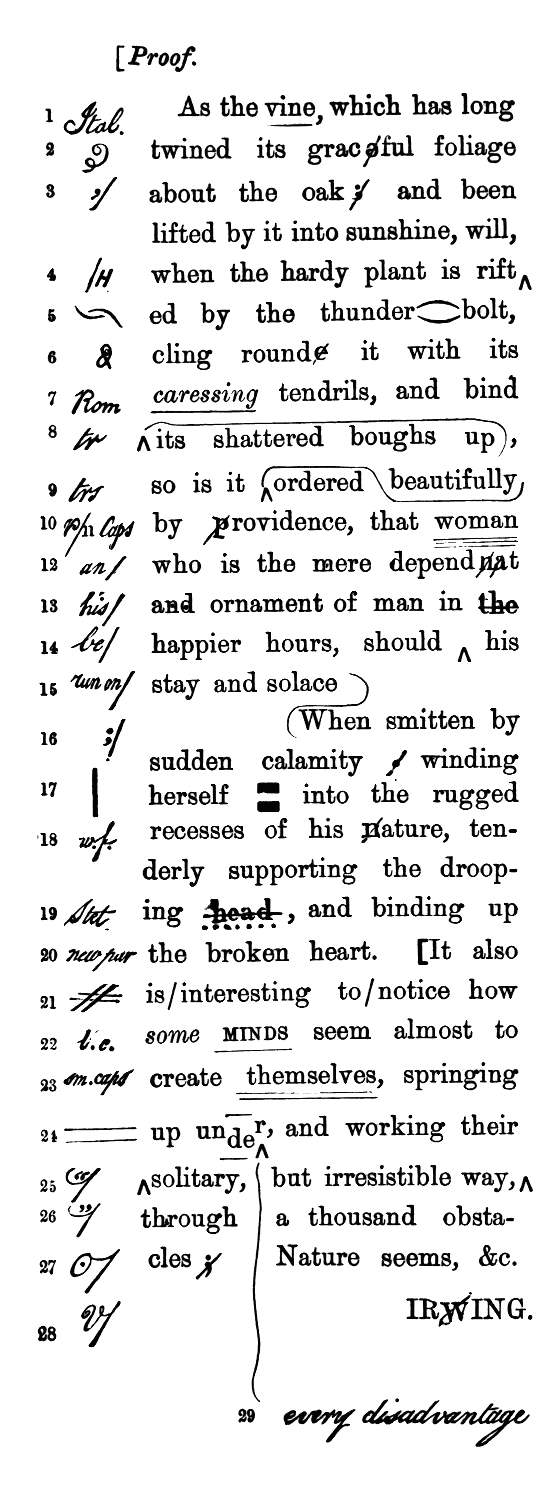 [Proof.
1 Ital. As the vine, which has long
2 twined its graceful foliage
3 ,/ about the oak; and been
lifted by it into sunshine, will,
4 /H when the hardy plant is rift‸
5 ed by the thunder bolt,
6 cling rounde it with its
7 Rom caressing tendrils, and bind
8 tr ‸its shattered boughs up,
9 trs so is it ‸ordered beautifully
10 P/11 Caps by providence, that woman
12 an/ who is the mere dependnat
13 his/ and ornament of man in the
14 be/ happier hours, should ‸ his
15 run on/ stay and solace
16 ;/ When smitten by
sudden calamity , winding
17 | herself into the rugged
18 w.f. recesses of his nature, ten-
derly supporting the droop-
19 Stet ing head, and binding up
20 new par the broken heart. [It also
21 is/interesting to/notice how
22 l.c. some MINDS seem almost to
23 sm.caps create themselves, springing
24 up under‸, and working their
25 “/ ‸solitary, but irresistible way,‸
26 ”/ through a thousand obsta-
27 ⊙/ cles ; Nature seems, &c.
28 V/ IRWING.
29 every disadvantage